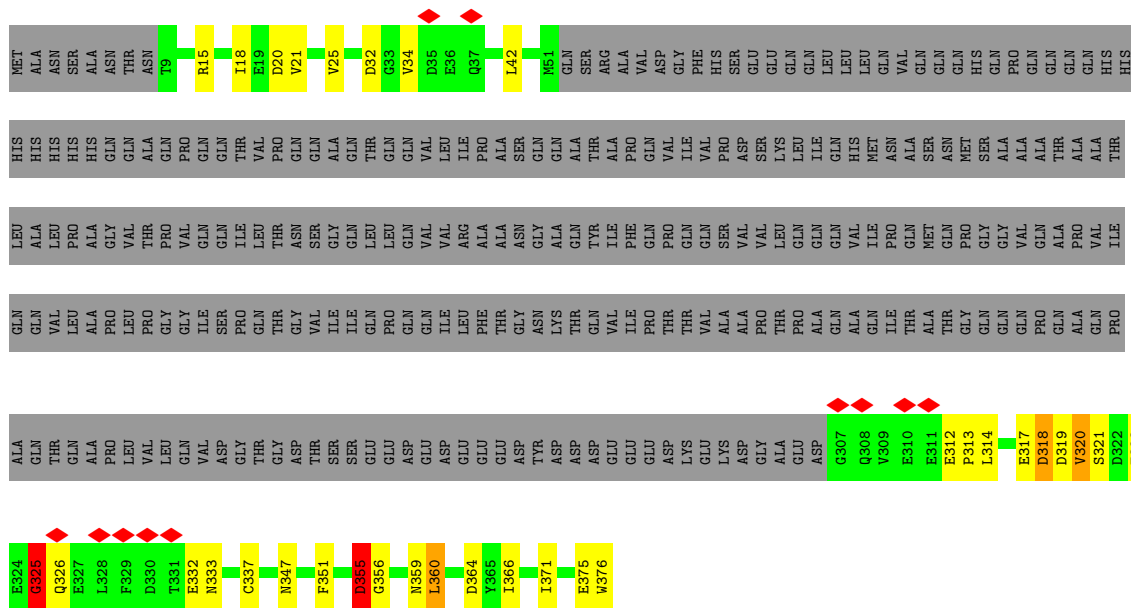 MET ALA ASN SER ALA ASN THR ASN T9 R15 I18 E19 D20 V21 V25 D32 G33 V34 D35 E36 Q37 L42 M51 GLN SER ARG ALA VAL ASP GLY PHE HIS SER GLU GLU GLN GLN LEU LEU LEU GLN VAL GLN GLN GLN HIS GLN PRO GLN GLN GLN GLN HIS HIS
HIS HIS HIS HIS HIS GLN GLN ALA GLN PRO GLN GLN THR VAL PRO GLN GLN ALA GLN THR GLN GLN VAL LEU ILE PRO ALA SER GLN GLN ALA THR ALA PRO GLN VAL ILE VAL PRO ASP SER LYS LEU ILE GLN HIS MET ASN ALA SER ASN MET SER ALA ALA ALA THR ALA ALA THR
LEU ALA LEU PRO ALA GLY VAL THR PRO VAL GLN GLN ILE LEU THR ASN SER GLY GLN LEU LEU GLN VAL VAL ARG ALA ALA ASN GLY ALA GLN TYR ILE PHE GLN PRO GLN GLN SER VAL VAL LEU GLN GLN GLN VAL ILE PRO GLN MET GLN PRO GLY GLY VAL GLN ALA PRO VAL ILE
GLN GLN VAL LEU ALA PRO LEU PRO GLY GLY ILE SER PRO GLN THR GLY VAL ILE ILE GLN PRO GLN GLN ILE LEU PHE THR GLY ASN LYS THR GLN VAL ILE PRO THR THR VAL ALA ALA PRO THR PRO ALA GLN ALA GLN ILE THR ALA THR GLY GLN GLN GLN PRO GLN ALA GLN PRO
ALA GLN THR GLN ALA PRO LEU VAL LEU GLN VAL ASP GLY THR GLY ASP THR SER SER GLU GLU ASP GLU ASP GLU GLU GLU ASP TYR ASP ASP ASP GLU GLU GLU ASP LYS GLU LYS ASP GLY ALA GLU ASP G307 Q308 V309 E310 E311 E312 P313 L314 E317 D318 D319 V320 S321 D322
E324 G325 Q326 E327 L328 F329 D330 T331 E332 N333 C337 N347 F351 D355 G356 N359 L360 D364 Y365 I366 I371 E375 W376